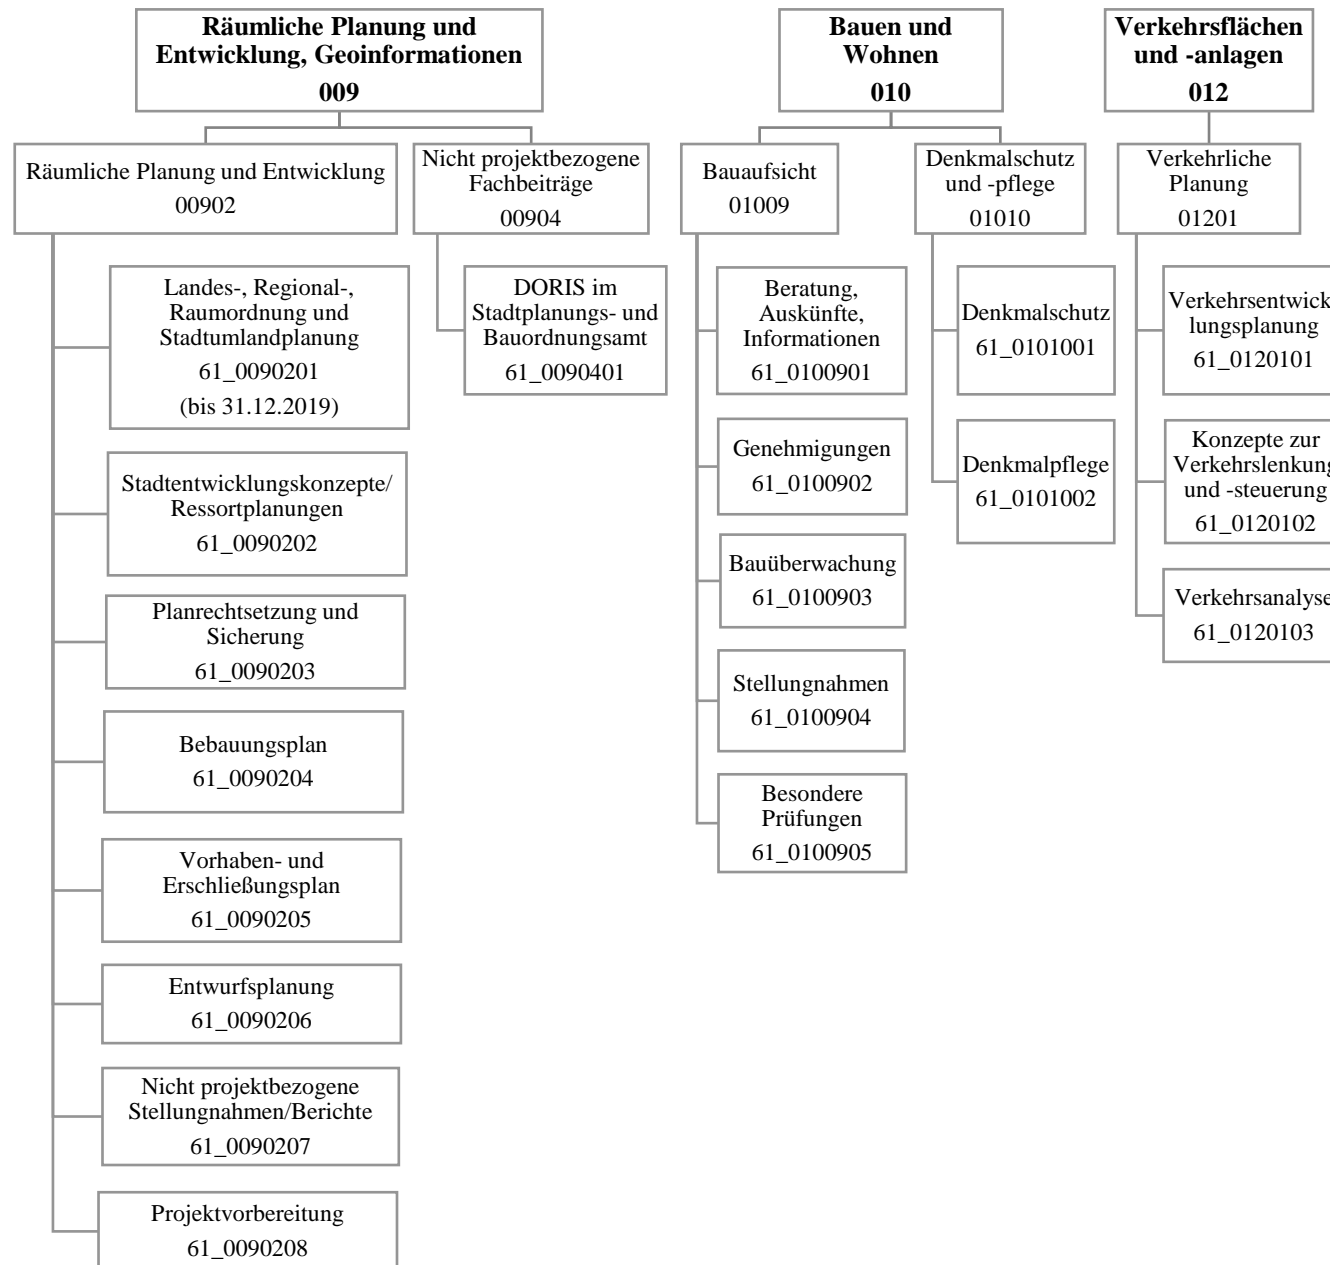 Räumliche Planung und
Entwicklung, Geoinformationen
009
Bauen und
Wohnen
010
Verkehrsflächen
und -anlagen
012
Räumliche Planung und Entwicklung
00902
Nicht projektbezogene
Fachbeiträge
00904
Bauaufsicht
01009
Denkmalschutz
und -pflege
01010
Verkehrliche
Planung
01201
Landes-, Regional-,
Raumordnung und
Stadtumlandplanung
61_0090201
(bis 31.12.2019)
Stadtentwicklungskonzepte/
Ressortplanungen
61_0090202
Planrechtsetzung und
Sicherung
61_0090203
Bebauungsplan
61_0090204
Vorhaben- und
Erschließungsplan
61_0090205
Entwurfsplanung
61_0090206
Nicht projektbezogene
Stellungnahmen/Berichte
61_0090207
Projektvorbereitung
61_0090208
DORIS im
Stadtplanungs- und
Bauordnungsamt
61_0090401
Beratung,
Auskünfte,
Informationen
61_0100901
Genehmigungen
61_0100902
Bauüberwachung
61_0100903
Stellungnahmen
61_0100904
Besondere
Prüfungen
61_0100905
Denkmalschutz
61_0101001
Denkmalpflege
61_0101002
Verkehrsentwick
lungsplanung
61_0120101
Konzepte zur
Verkehrslenkung
und -steuerung
61_0120102
Verkehrsanalyse
61_0120103